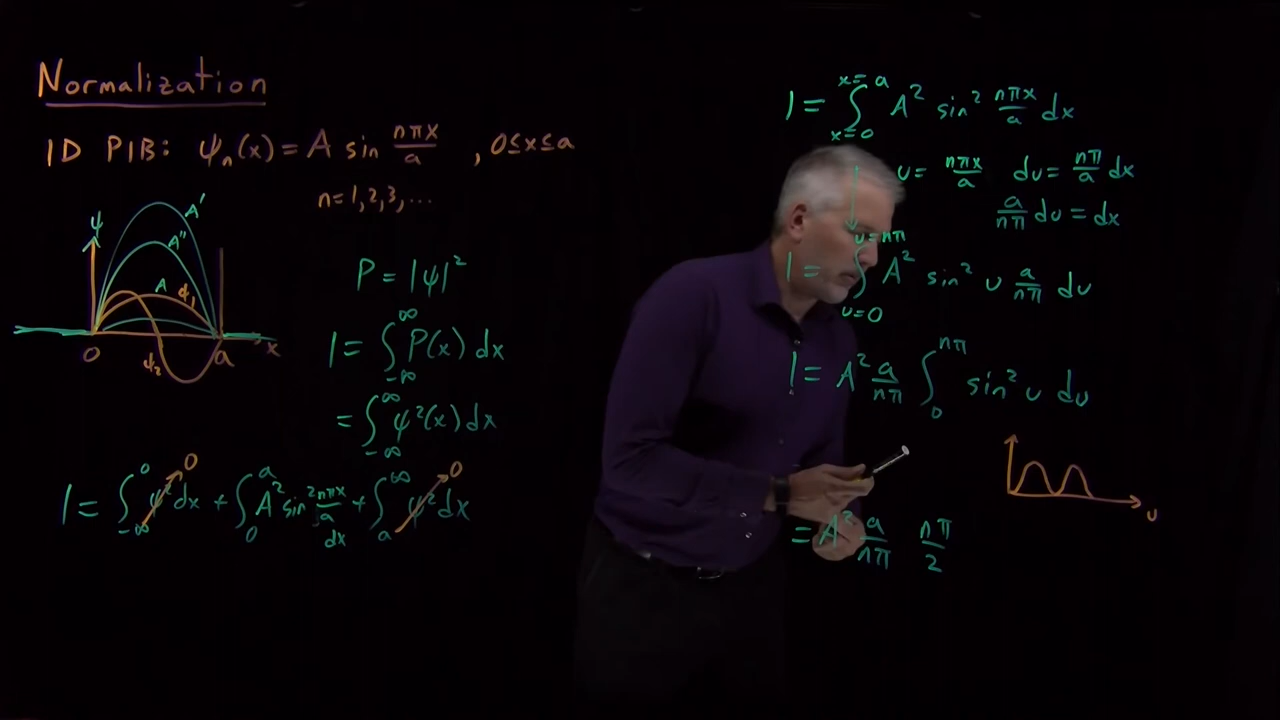 Normalization
1D PIB: ψₙ(x) = A sin nπx/a , 0≤x≤a
n=1,2,3,...
ψ
A'
A''
A ψ₁
0 ψ₂ a x
P = |ψ|²
1 = ∫_{-∞}^{∞} P(x) dx
= ∫_{-∞}^{∞} ψ²(x) dx
1 = ∫_{-∞}^{0} ψ² dx → 0 + ∫_{0}^{a} A² sin² nπx/a dx + ∫_{a}^{∞} ψ² dx → 0
1 = ∫_{x=0}^{x=a} A² sin² nπx/a dx
u = nπx/a du = nπ/a dx
a/nπ du = dx
1 = ∫_{u=0}^{u=nπ} A² sin² u a/nπ du
1 = A² a/nπ ∫_{0}^{nπ} sin² u du
u
= A² a/nπ nπ/2